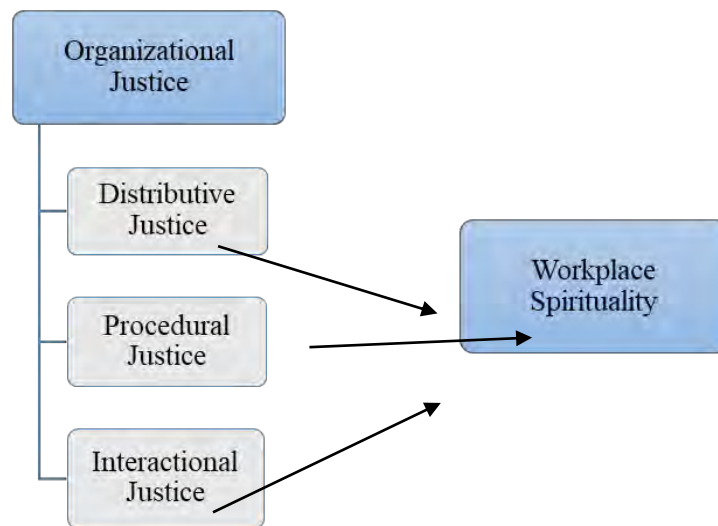 Organizational
Justice
Distributive
Justice
Procedural
Justice
Interactional
Justice
Workplace
Spirituality